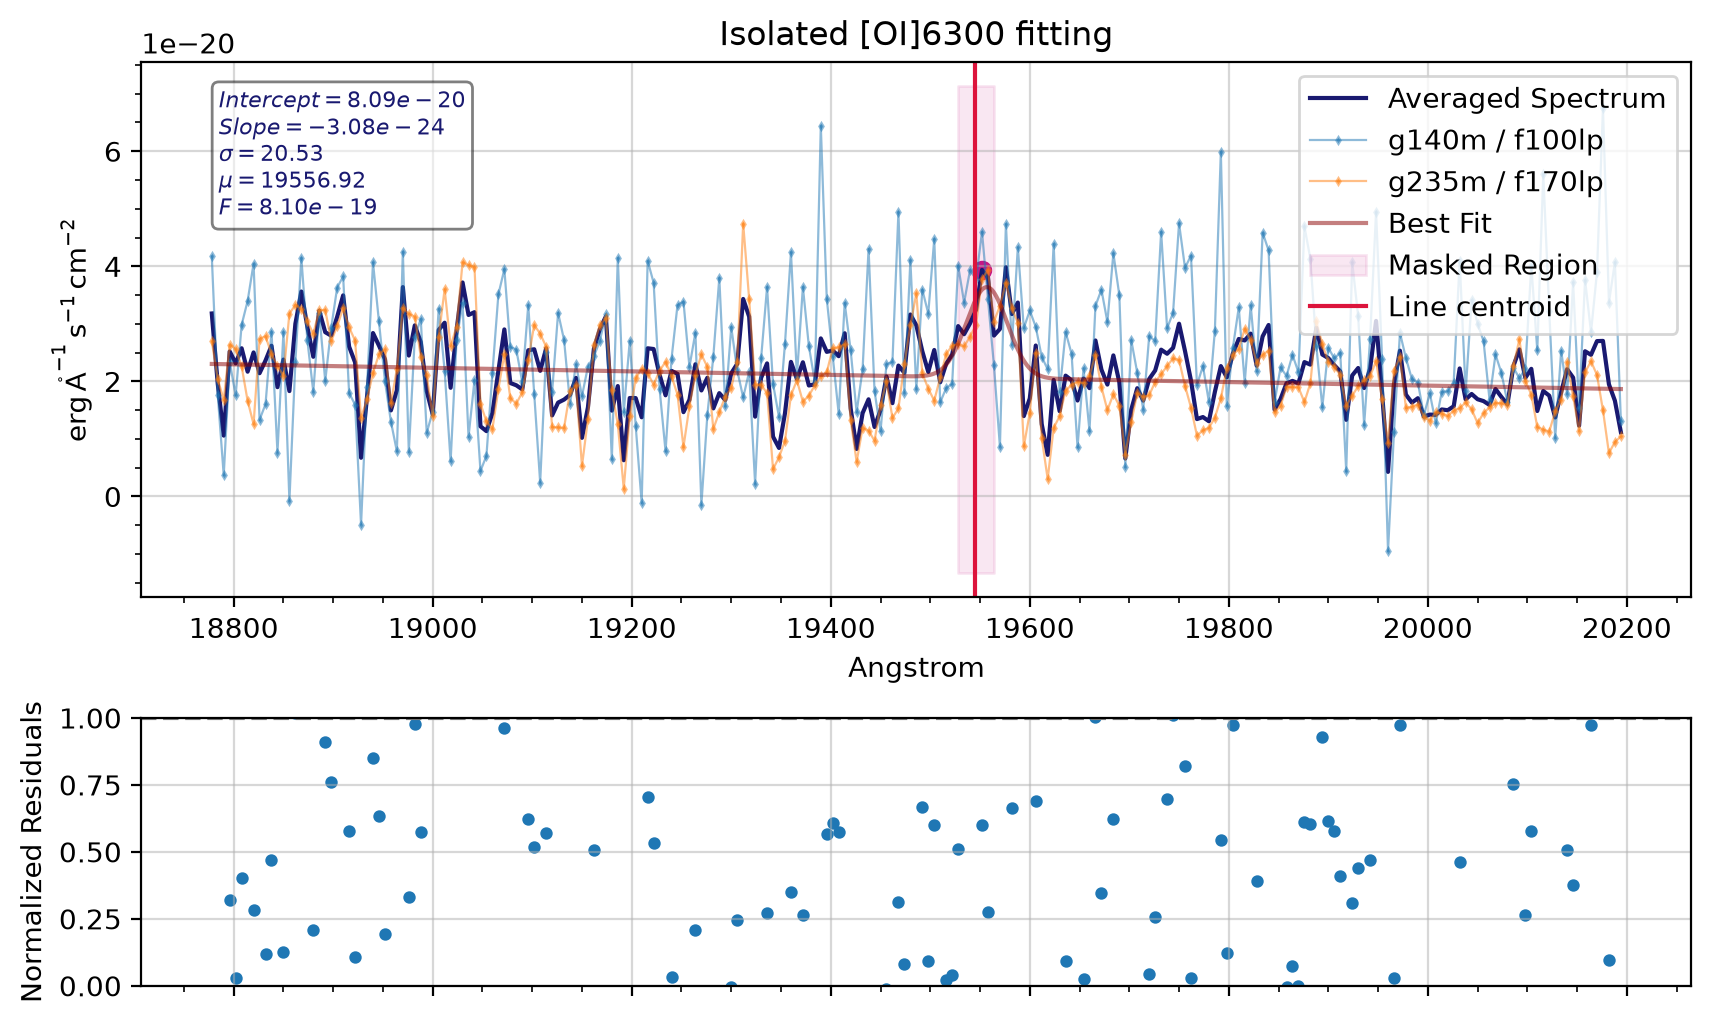 Isolated [OI]6300 fitting
1e−20
Intercept = 8.09e − 20
Slope = −3.08e − 24
σ = 20.53
μ = 19556.92
F = 8.10e − 19
Averaged Spectrum
g140m / f100lp
g235m / f170lp
Best Fit
Masked Region
Line centroid
erg Å⁻¹ s⁻¹ cm⁻²
6
4
2
0
18800 19000 19200 19400 19600 19800 20000 20200
Angstrom
Normalized Residuals
1.00
0.75
0.50
0.25
0.00